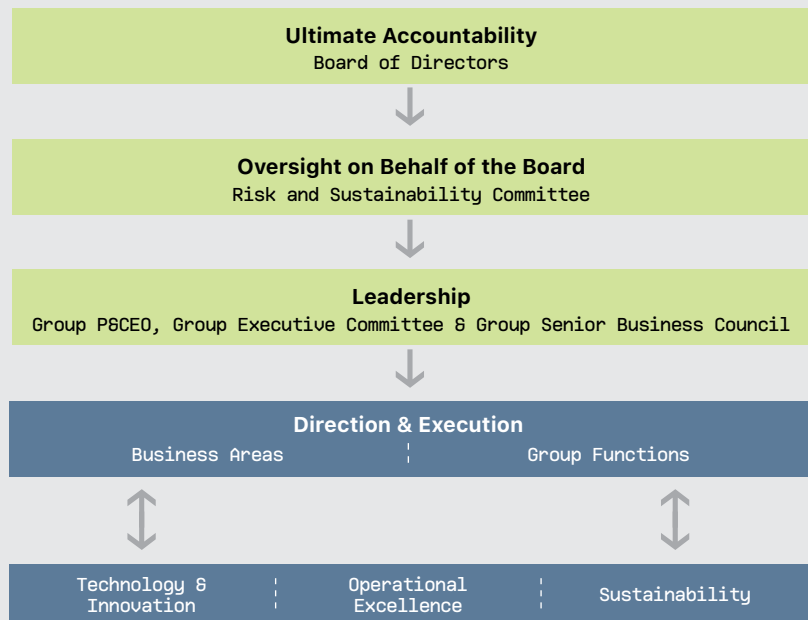 Ultimate Accountability
Board of Directors
Oversight on Behalf of the Board
Risk and Sustainability Committee
Leadership
Group P&CEO, Group Executive Committee & Group Senior Business Council
Direction & Execution
Business Areas
Group Functions
Technology &
Innovation
Operational
Excellence
Sustainability